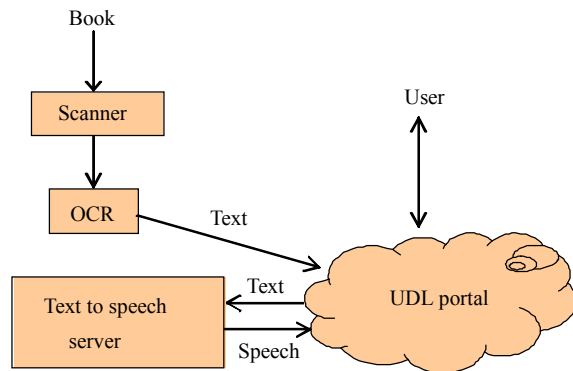 Book
Scanner
User
OCR
Text
Text
UDL portal
Text to speech
server
Speech